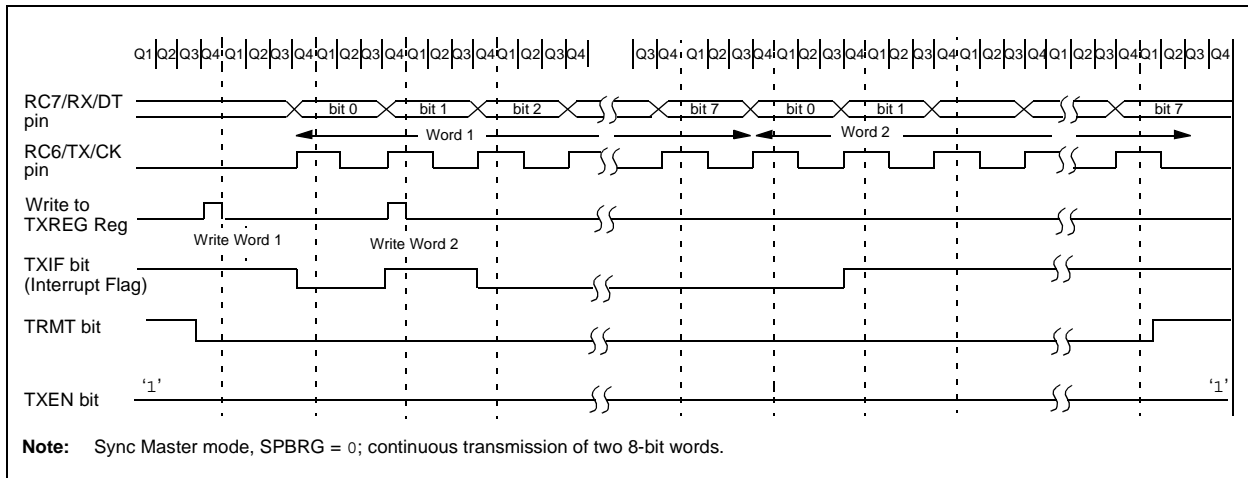 Q1 Q2 Q3 Q4 Q1 Q2 Q3 Q4 Q1 Q2 Q3 Q4 Q1 Q2 Q3 Q4 Q1 Q2 Q3 Q4 Q3 Q4 Q1 Q2 Q3 Q4 Q1 Q2 Q3 Q4 Q1 Q2 Q3 Q4 Q1 Q2 Q3 Q4 Q1 Q2 Q3 Q4 Q1 Q2 Q3 Q4
RC7/RX/DT
pin
bit 0 bit 1 bit 2 bit 7 bit 0 bit 1 bit 7
Word 1 Word 2
RC6/TX/CK
pin
Write to
TXREG Reg
Write Word 1 Write Word 2
TXIF bit
(Interrupt Flag)
TRMT bit
‘1’ ‘1’
TXEN bit
Note: Sync Master mode, SPBRG = 0; continuous transmission of two 8-bit words.